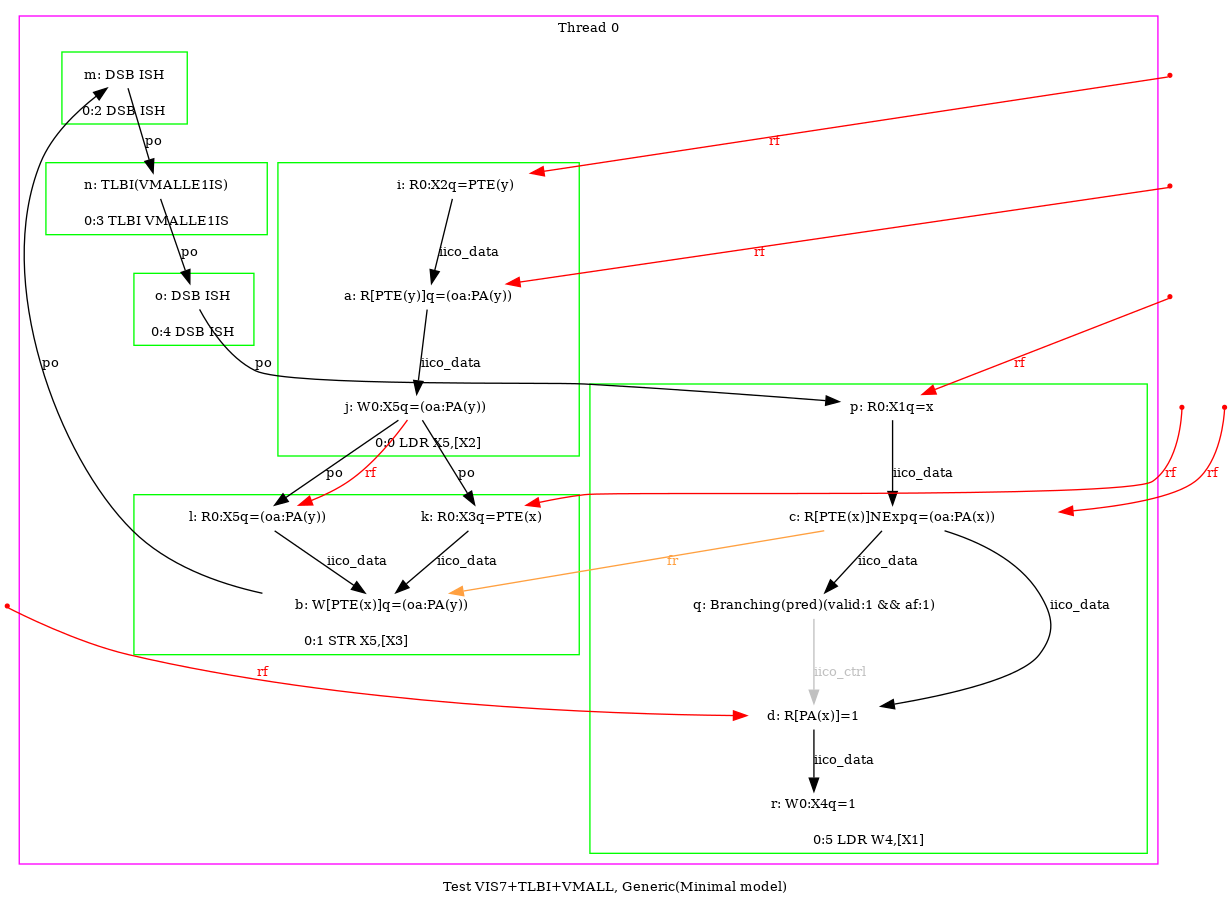 Thread 0
m: DSB ISH
0:2 DSB ISH
po
rf
n: TLBI(VMALLE1IS)
i: R0:X2q=PTE(y)
0:3 TLBI VMALLE1IS
po
iico_data
rf
o: DSB ISH
a: R[PTE(y)]q=(oa:PA(y))
0:4 DSB ISH
po
po
iico_data
rf
j: W0:X5q=(oa:PA(y))
p: R0:X1q=x
0:0 LDR X5,[X2]
po
rf
po
iico_data
rf
rf
l: R0:X5q=(oa:PA(y))
k: R0:X3q=PTE(x)
c: R[PTE(x)]NExpq=(oa:PA(x))
iico_data
iico_data
fr
iico_data
b: W[PTE(x)]q=(oa:PA(y))
q: Branching(pred)(valid:1 && af:1)
iico_data
0:1 STR X5,[X3]
rf
iico_ctrl
d: R[PA(x)]=1
iico_data
r: W0:X4q=1
0:5 LDR W4,[X1]
Test VIS7+TLBI+VMALL, Generic(Minimal model)